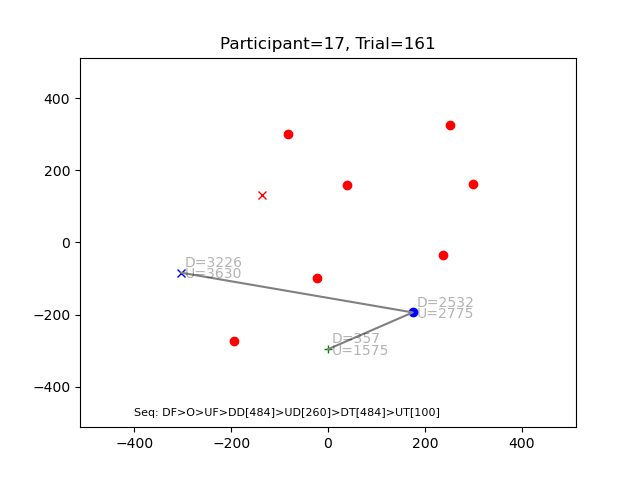 Participant=17, Trial=161
400
200
0
−200
−400
D=3226
U=3630
D=2532
U=2775
D=357
U=1575
Seq: DF>O>UF>DD[484]>UD[260]>DT[484]>UT[100]
−400
−200
0
200
400